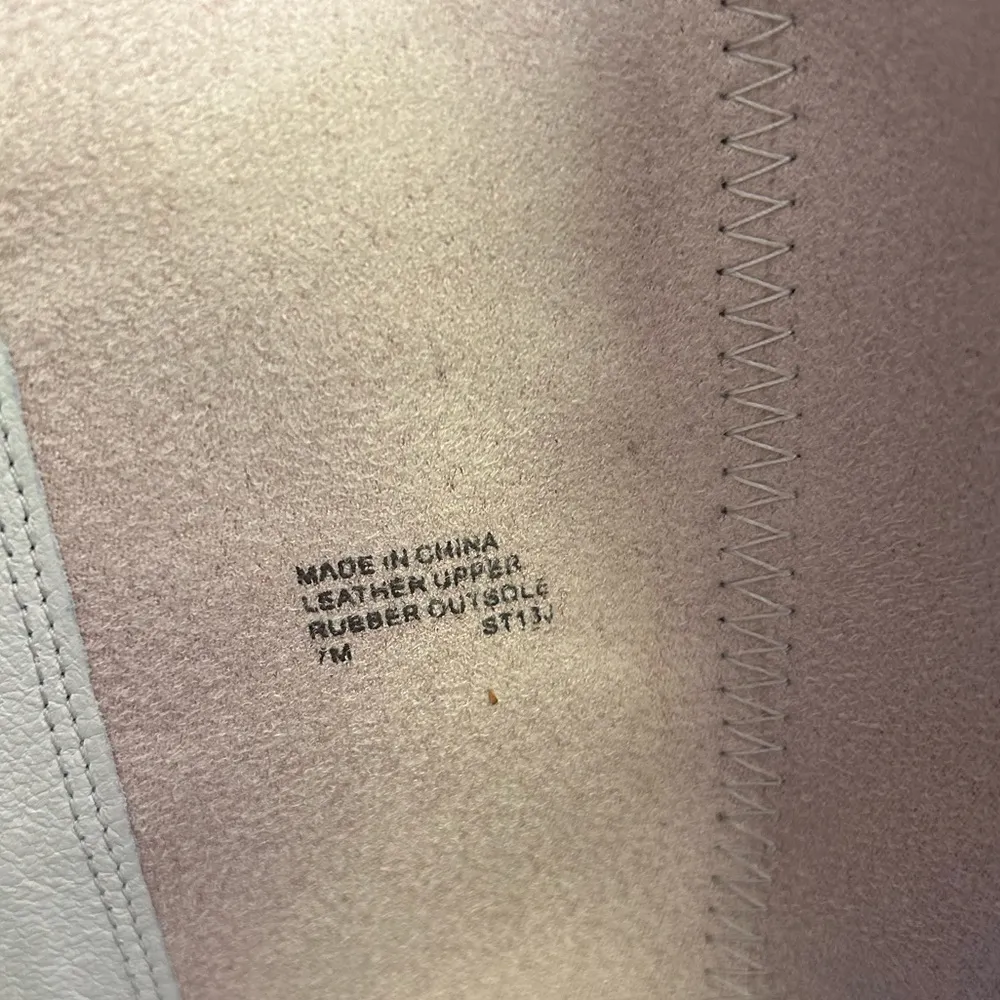 MADE IN CHINA
LEATHER UPPER
RUBBER OUTSOLE
7M